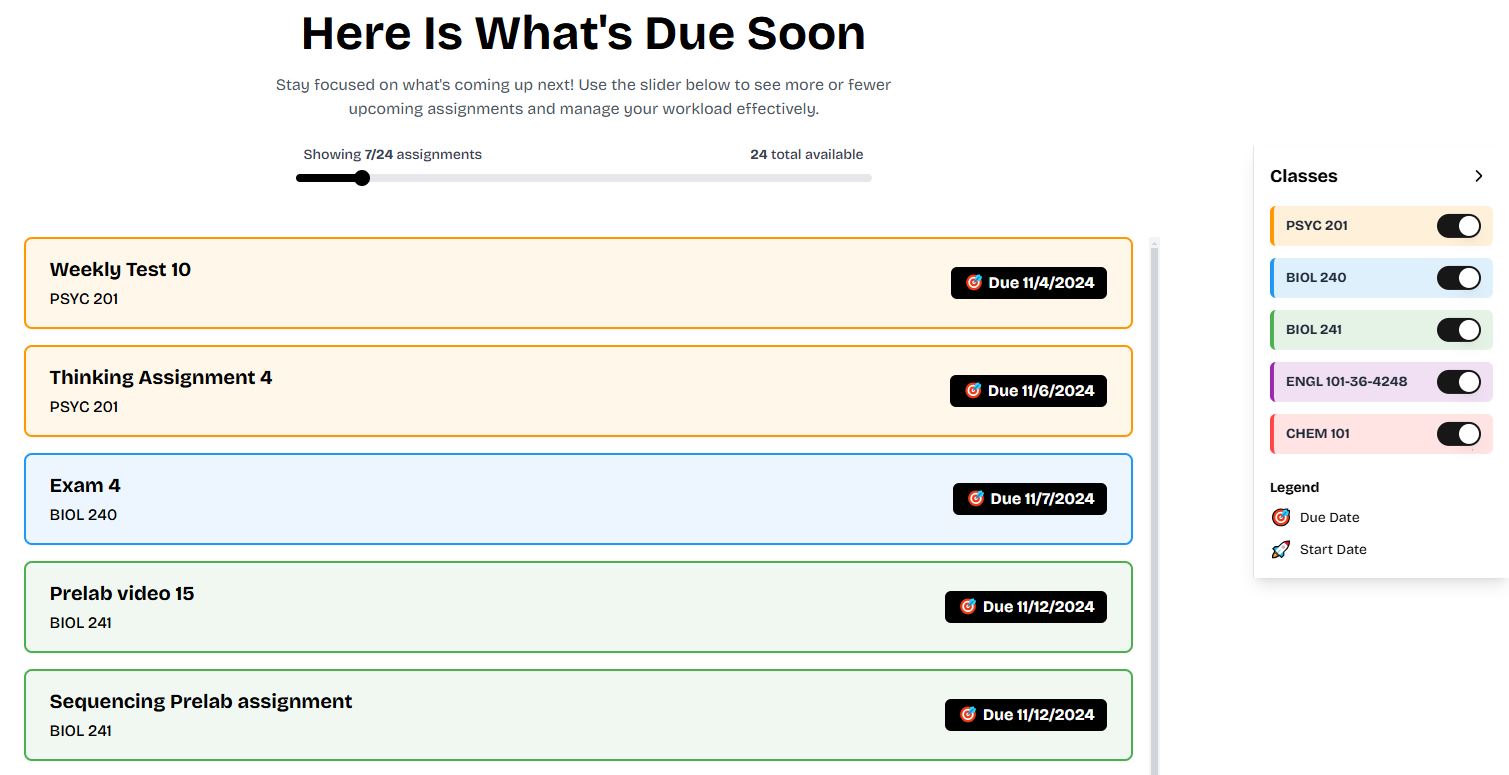 Here Is What's Due Soon
Stay focused on what's coming up next! Use the slider below to see more or fewer
upcoming assignments and manage your workload effectively.
Showing 7/24 assignments
24 total available
Weekly Test 10
PSYC 201
Due 11/4/2024
Thinking Assignment 4
PSYC 201
Due 11/6/2024
Exam 4
BIOL 240
Due 11/7/2024
Prelab video 15
BIOL 241
Due 11/12/2024
Sequencing Prelab assignment
BIOL 241
Due 11/12/2024
Classes
PSYC 201
BIOL 240
BIOL 241
ENGL 101-36-4248
CHEM 101
Legend
Due Date
Start Date